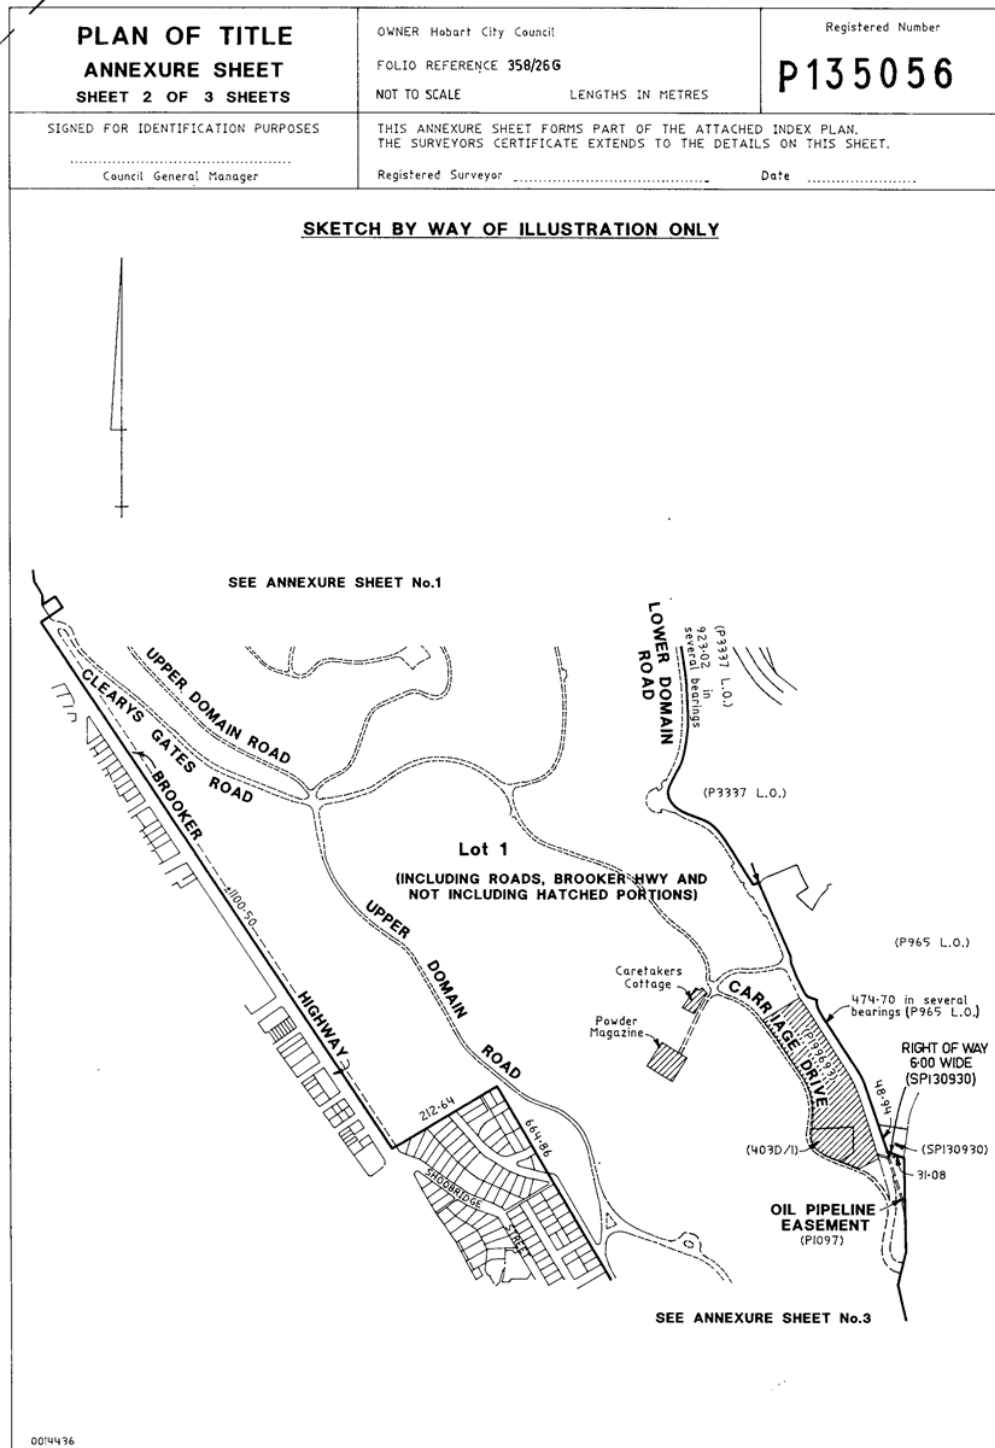 PLAN OF TITLE
ANNEXURE SHEET
SHEET 2 OF 3 SHEETS
OWNER Hobart City Council
FOLIO REFERENCE 358/26G
NOT TO SCALE LENGTHS IN METRES
Registered Number
P135056
SIGNED FOR IDENTIFICATION PURPOSES
Council General Manager
THIS ANNEXURE SHEET FORMS PART OF THE ATTACHED INDEX PLAN.
THE SURVEYORS CERTIFICATE EXTENDS TO THE DETAILS ON THIS SHEET.
Registered Surveyor Date
SKETCH BY WAY OF ILLUSTRATION ONLY
SEE ANNEXURE SHEET No.1
LOWER DOMAIN
ROAD
(P3337 L.O.)
923·02 in
several bearings
UPPER DOMAIN ROAD
CLEARYS GATES ROAD
BROOKER
HIGHWAY
±1100·50
(P3337 L.O.)
Lot 1
(INCLUDING ROADS, BROOKER HWY AND
NOT INCLUDING HATCHED PORTIONS)
UPPER
DOMAIN
ROAD
(P965 L.O.)
Caretakers
Cottage
Powder
Magazine
CARRIAGE DRIVE
(P19693)
474·70 in several
bearings (P965 L.O.)
RIGHT OF WAY
6·00 WIDE
(SP130930)
48·94
212·64
664·86
(403D/1)
(SP130930)
31·08
SHOOBRIDGE
STREET
OIL PIPELINE
EASEMENT
(P1097)
SEE ANNEXURE SHEET No.3
0014436